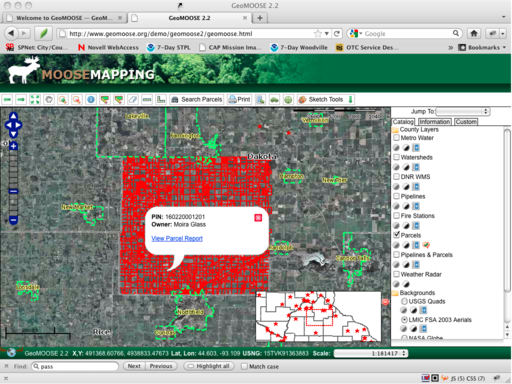 GeoMOOSE 2.2
Welcome to GeoMOOSE — GeoM...
GeoMOOSE 2.2
http://www.geomoose.org/demo/geomoose2/geomoose.html
Google
SPNet: City/Cou...
Novell WebAccess
7-Day STPL
CAP Mission Ima...
7-Day Woodville
OTC Service Des...
Bookmarks
MOOSEMAPPING
Search Parcels
Print
Sketch Tools
Jump To:
Catalog
Information
Custom
County Layers
Metro Water
Watersheds
DNR WMS
Pipelines
Fire Stations
Parcels
Pipelines & Parcels
Weather Radar
Backgrounds
USGS Quads
LMIC FSA 2003 Aerials
NASA Globe
Lakeville
Farmington
Vermillion
Dakota
Hampton
New Market
Randolph
Lonsdale
Northfield
Dundas
Rice
PIN: 160220001201
Owner: Moira Glass
View Parcel Report
GeoMOOSE 2.2 X,Y: 491368.60766, 4938833.47673 Lat, Lon: 44.603, -93.109 USNG: 15TVK91363883 Scale: 1:181417
Find: pass
Next
Previous
Highlight all
Match case
JS (5) CSS (7)